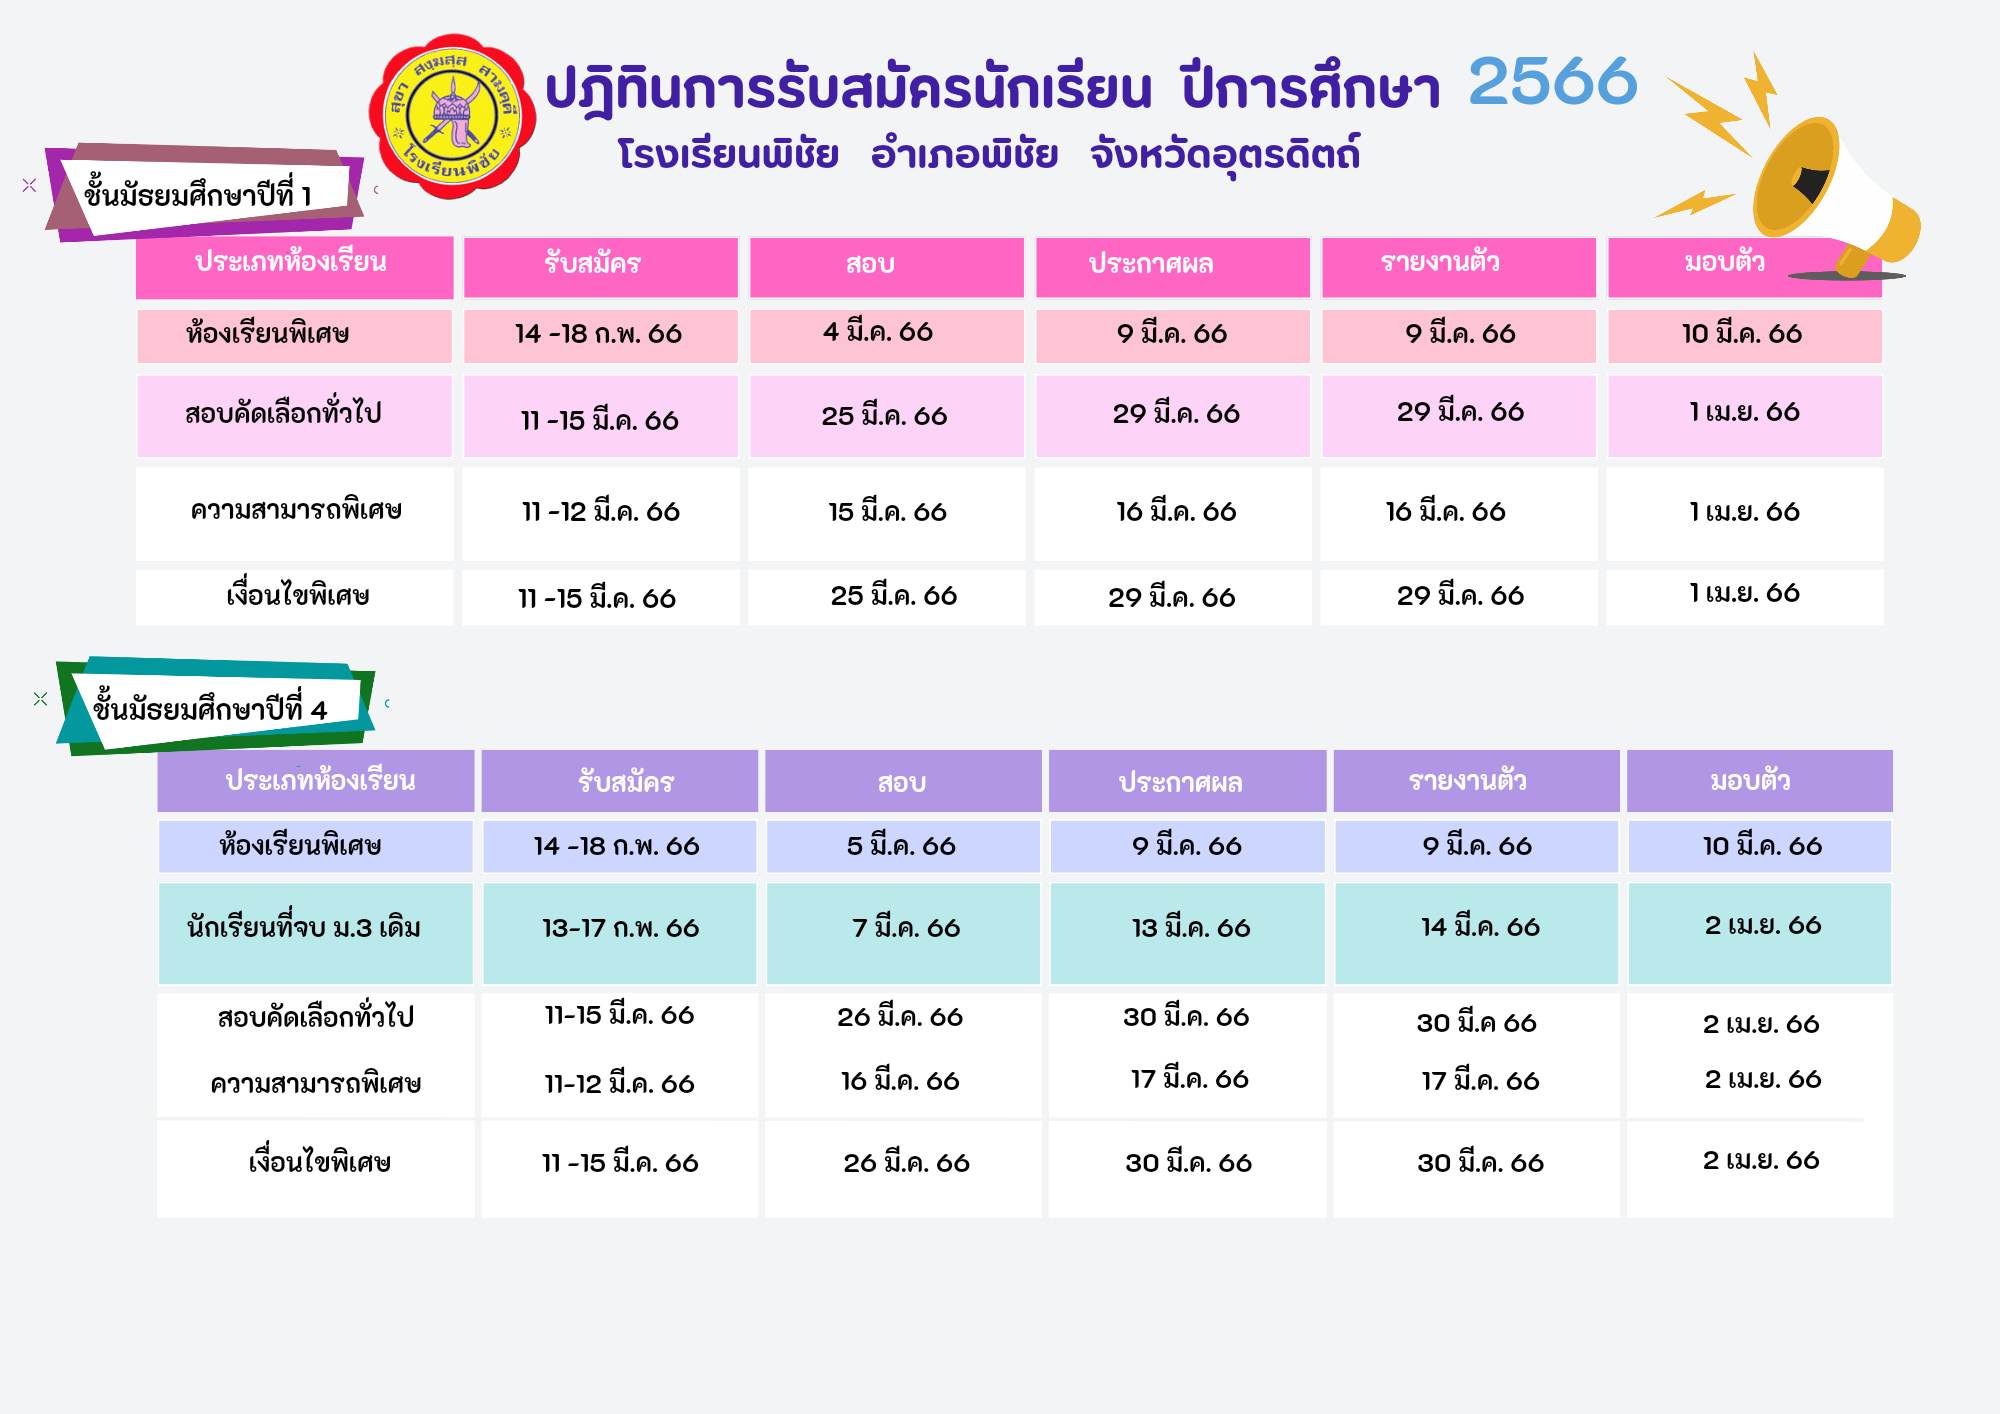 ปฎิทินการรับสมัครนักเรียน ปีการศึกษา 2566
โรงเรียนพิชัย อำเภอพิชัย จังหวัดอุตรดิตถ์
สุขา สงฺฆสฺส สามคฺคี
โรงเรียนพิชัย
ชั้นมัธยมศึกษาปีที่ 1
ประเภทห้องเรียน รับสมัคร สอบ ประกาศผล รายงานตัว มอบตัว
ห้องเรียนพิเศษ 14 -18 ก.พ. 66 4 มี.ค. 66 9 มี.ค. 66 9 มี.ค. 66 10 มี.ค. 66
สอบคัดเลือกทั่วไป 11 -15 มี.ค. 66 25 มี.ค. 66 29 มี.ค. 66 29 มี.ค. 66 1 เม.ย. 66
ความสามารถพิเศษ 11 -12 มี.ค. 66 15 มี.ค. 66 16 มี.ค. 66 16 มี.ค. 66 1 เม.ย. 66
เงื่อนไขพิเศษ 11 -15 มี.ค. 66 25 มี.ค. 66 29 มี.ค. 66 29 มี.ค. 66 1 เม.ย. 66
ชั้นมัธยมศึกษาปีที่ 4
ประเภทห้องเรียน รับสมัคร สอบ ประกาศผล รายงานตัว มอบตัว
ห้องเรียนพิเศษ 14 -18 ก.พ. 66 5 มี.ค. 66 9 มี.ค. 66 9 มี.ค. 66 10 มี.ค. 66
นักเรียนที่จบ ม.3 เดิม 13-17 ก.พ. 66 7 มี.ค. 66 13 มี.ค. 66 14 มี.ค. 66 2 เม.ย. 66
สอบคัดเลือกทั่วไป 11-15 มี.ค. 66 26 มี.ค. 66 30 มี.ค. 66 30 มี.ค 66 2 เม.ย. 66
ความสามารถพิเศษ 11-12 มี.ค. 66 16 มี.ค. 66 17 มี.ค. 66 17 มี.ค. 66 2 เม.ย. 66
เงื่อนไขพิเศษ 11 -15 มี.ค. 66 26 มี.ค. 66 30 มี.ค. 66 30 มี.ค. 66 2 เม.ย. 66